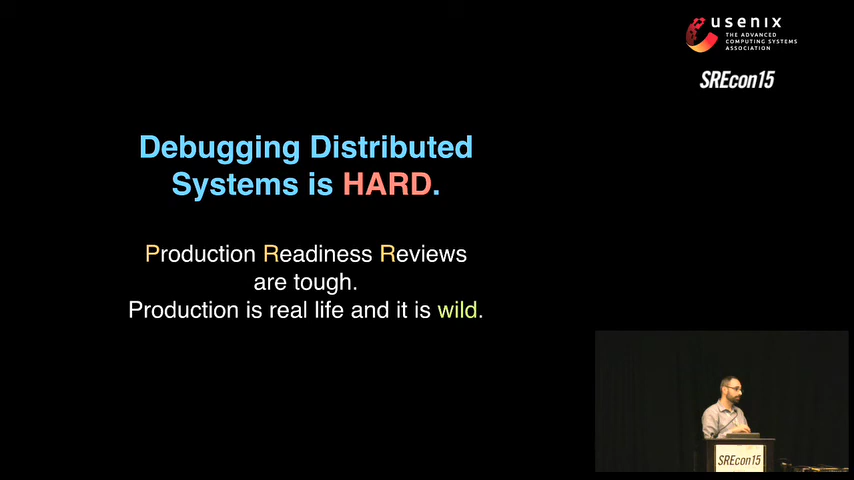 usenix
THE ADVANCED
COMPUTING SYSTEMS
ASSOCIATION
SREcon15
Debugging Distributed
Systems is HARD.
Production Readiness Reviews
are tough.
Production is real life and it is wild.
SREcon15